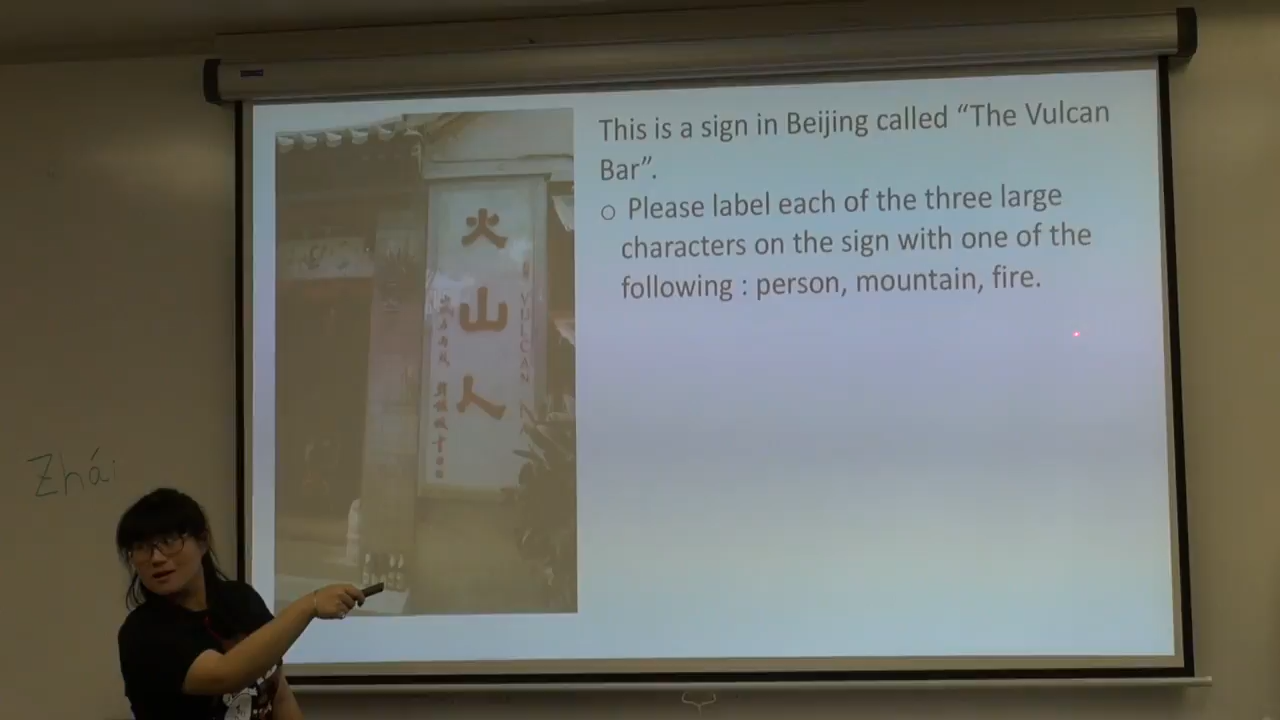 This is a sign in Beijing called “The Vulcan
Bar”.
○ Please label each of the three large
characters on the sign with one of the
following : person, mountain, fire.
火
山
人
VULCAN
Zhái